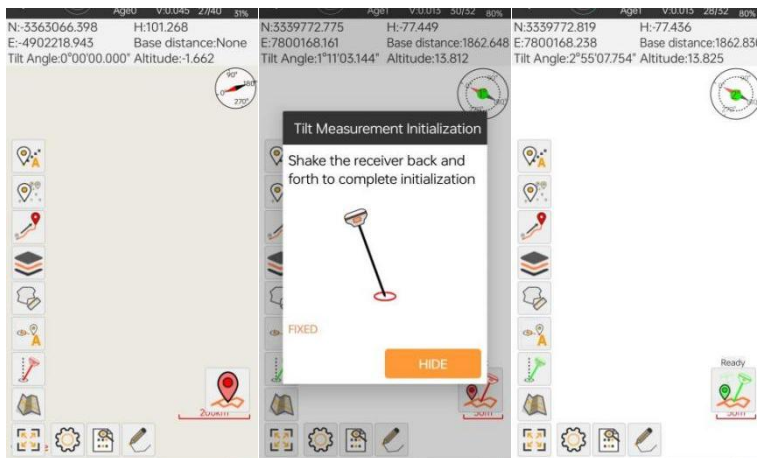 Age0 V:0.045 27/40 31%
N:-3363066.398 H:101.268
E:-4902218.943 Base distance:None
Tilt Angle:0°00'00.000" Altitude:-1.662
90°
180°
0°
270°
200km
Age1 V:0.013 30/32 80%
N:3339772.775 H:-77.449
E:7800168.161 Base distance:1862.648
Tilt Angle:1°11'03.144" Altitude:13.812
Tilt Measurement Initialization
Shake the receiver back and
forth to complete initialization
FIXED
HIDE
50m
Age1 V:0.013 28/32 80%
N:3339772.819 H:-77.436
E:7800168.238 Base distance:1862.830
Tilt Angle:2°55'07.754" Altitude:13.825
Ready
50m